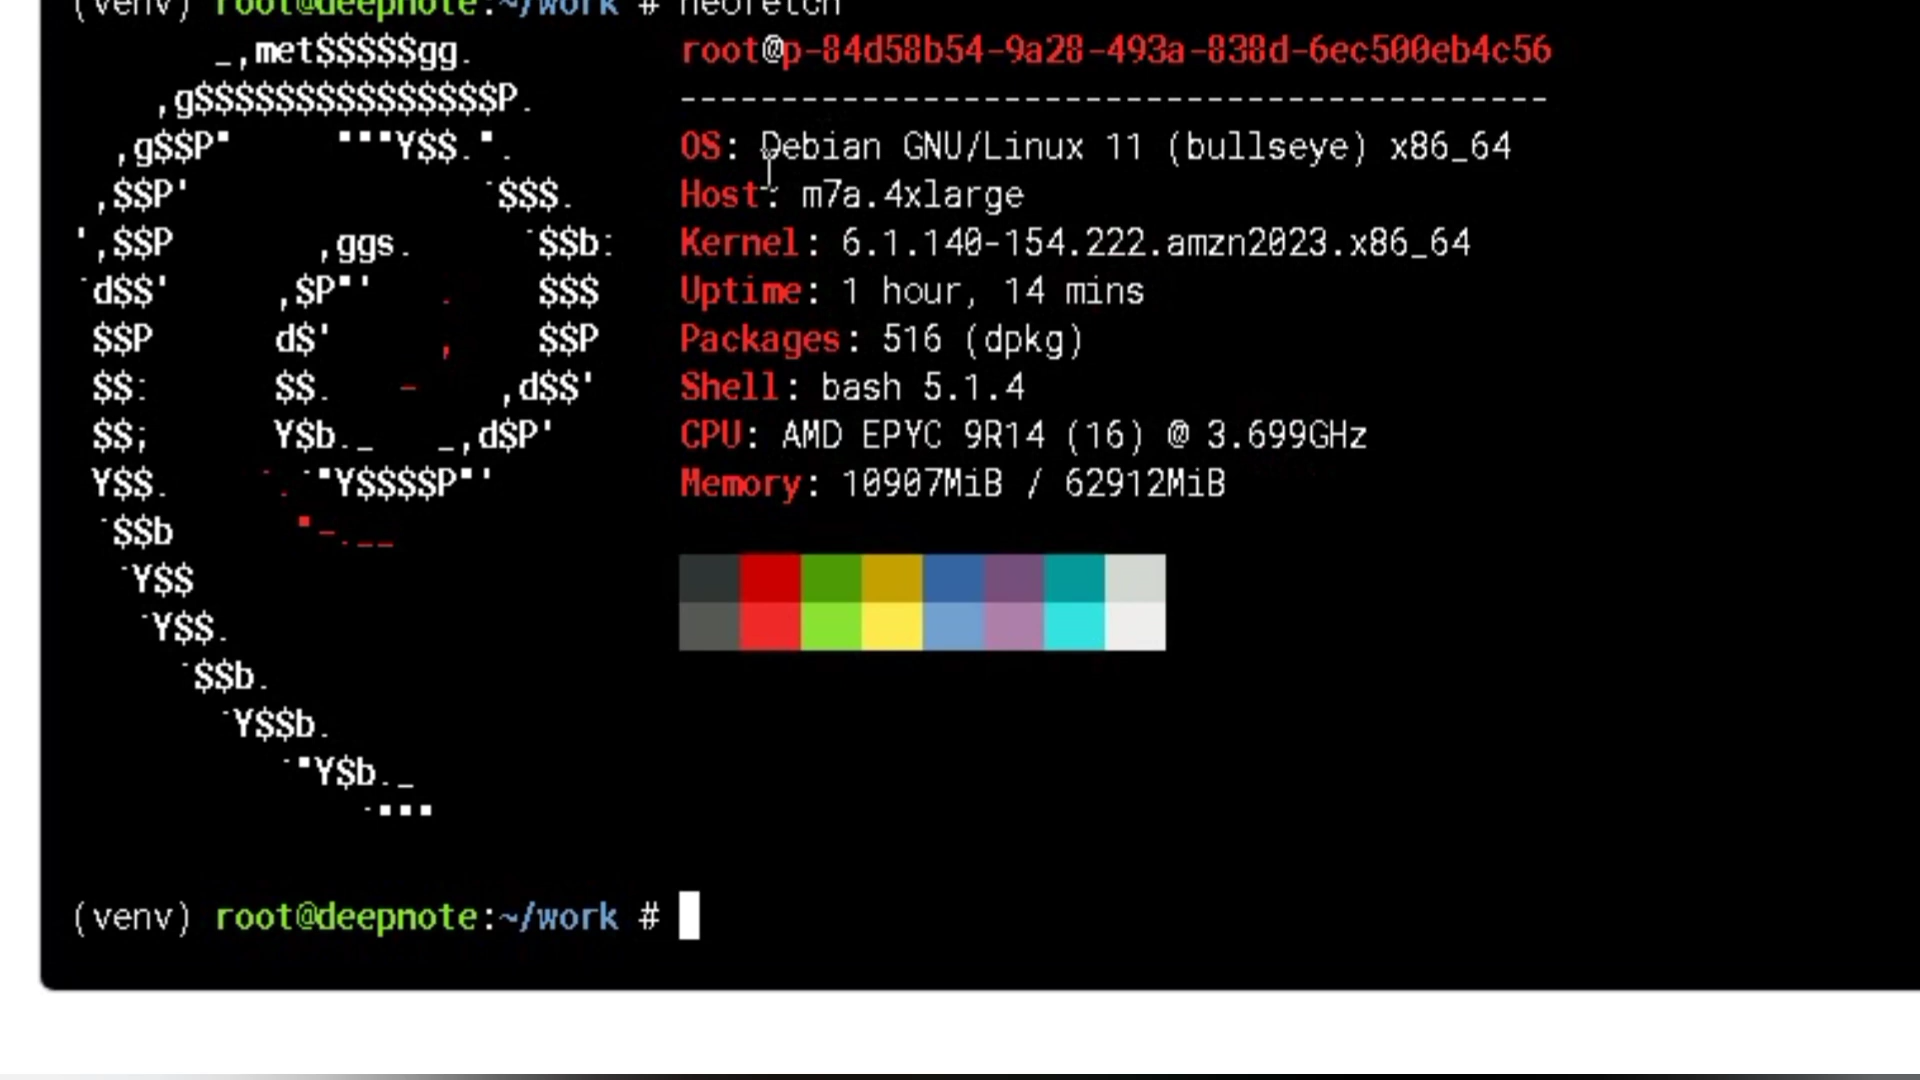 (venv) root@deepnote:~/work # neofetch
_,met$$$$$gg.
,g$$$$$$$$$$$$$$$P.
,g$$P"     """Y$$.".
,$$P'               `$$$.
',$$P       ,ggs.     `$$b:
`d$$'     ,$P"'   .    $$$
$$P      d$'     ,    $$P
$$:      $$.   -    ,d$$'
$$;      Y$b._   _,d$P'
Y$$.    `.`"Y$$$$P"'
`$$b      "-.__
`Y$$
`Y$$.
`$$b.
`Y$$b.
`"Y$b._
`"""
root@p-84d58b54-9a28-493a-838d-6ec500eb4c56
-------------------------------------------
OS: Debian GNU/Linux 11 (bullseye) x86_64
Host: m7a.4xlarge
Kernel: 6.1.140-154.222.amzn2023.x86_64
Uptime: 1 hour, 14 mins
Packages: 516 (dpkg)
Shell: bash 5.1.4
CPU: AMD EPYC 9R14 (16) @ 3.699GHz
Memory: 10907MiB / 62912MiB
(venv) root@deepnote:~/work #